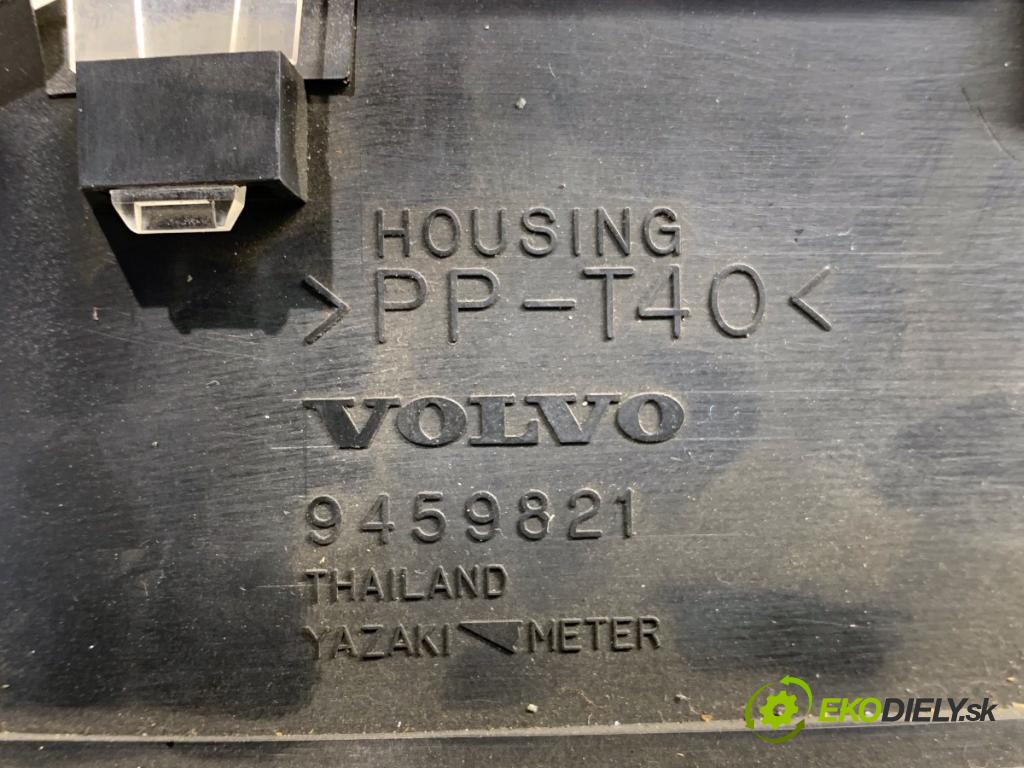 HOUSING
>PP-T40<
VOLVO
9459821
THAILAND
YAZAKI METER
EKODIELY.sk